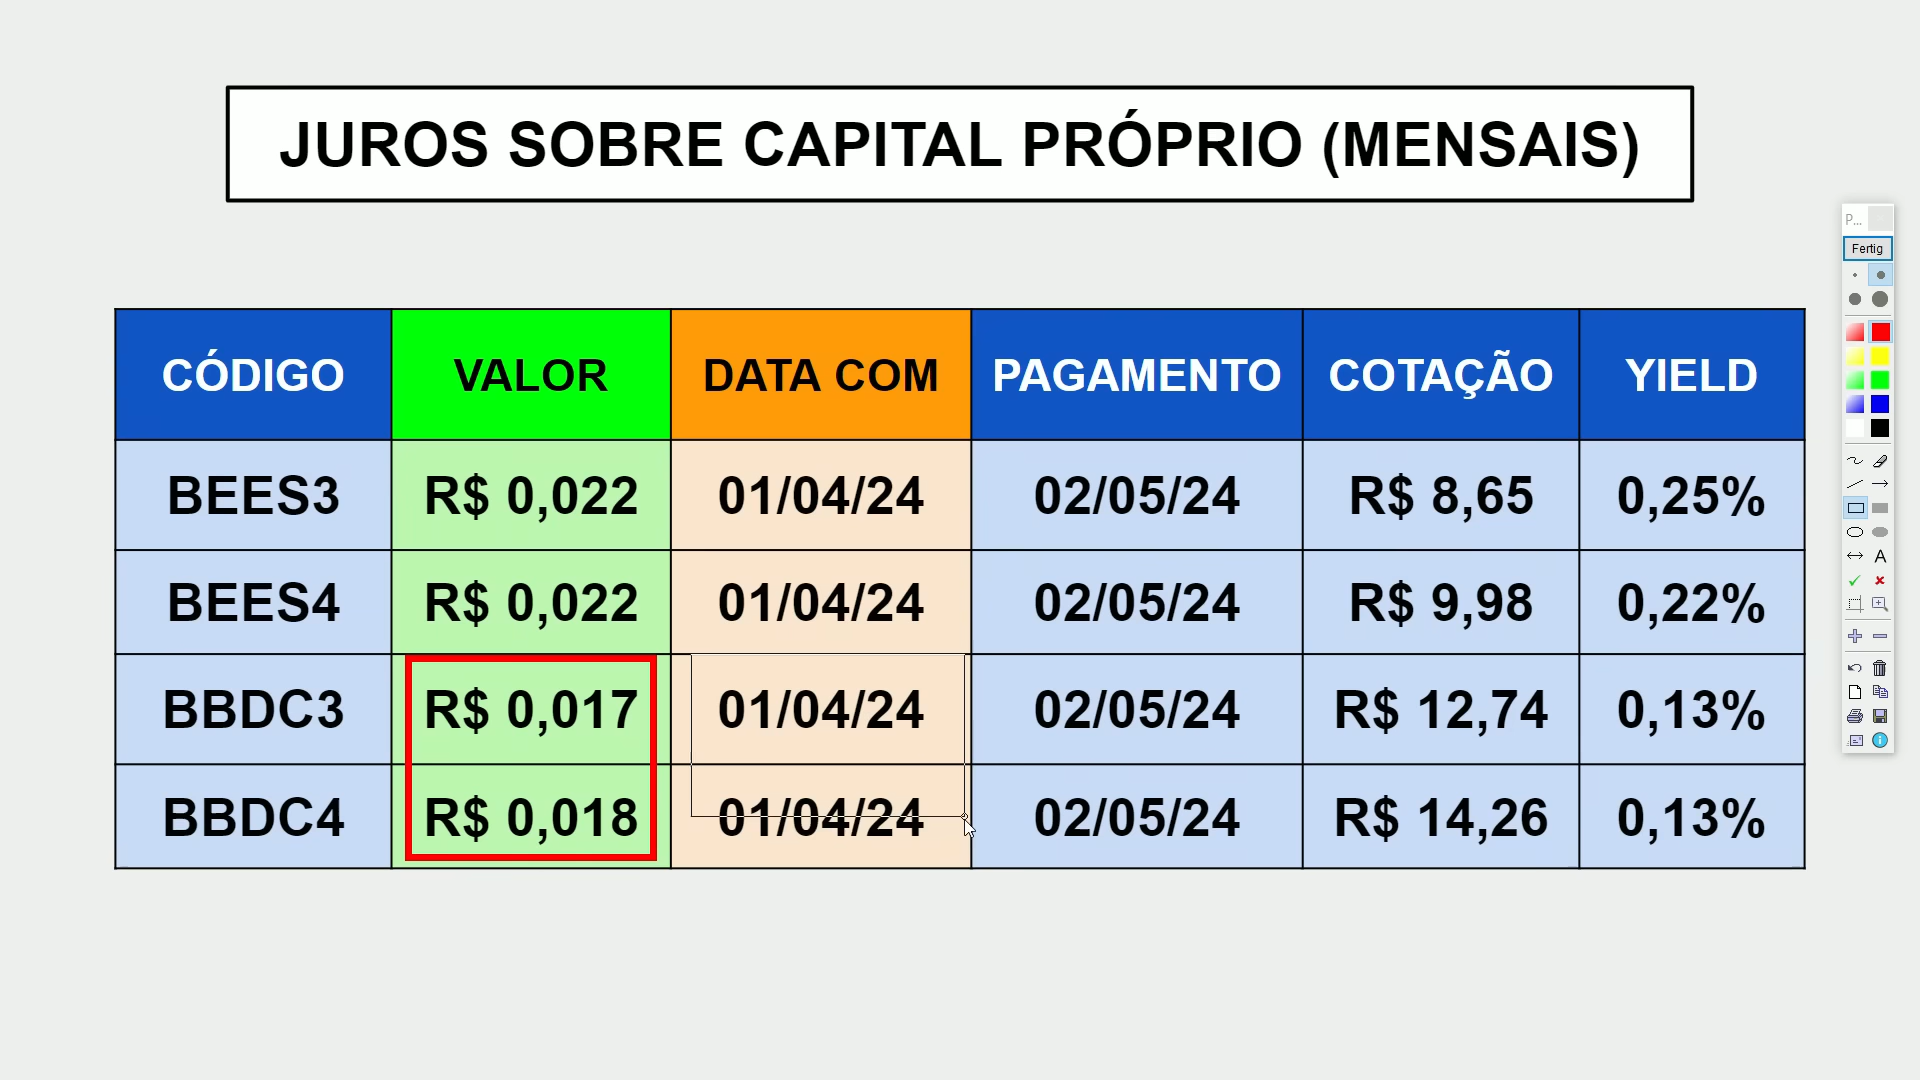 JUROS SOBRE CAPITAL PRÓPRIO (MENSAIS)
P...
Fertig
CÓDIGO VALOR DATA COM PAGAMENTO COTAÇÃO YIELD
BEES3 R$ 0,022 01/04/24 02/05/24 R$ 8,65 0,25%
BEES4 R$ 0,022 01/04/24 02/05/24 R$ 9,98 0,22%
BBDC3 R$ 0,017 01/04/24 02/05/24 R$ 12,74 0,13%
BBDC4 R$ 0,018 01/04/24 02/05/24 R$ 14,26 0,13%